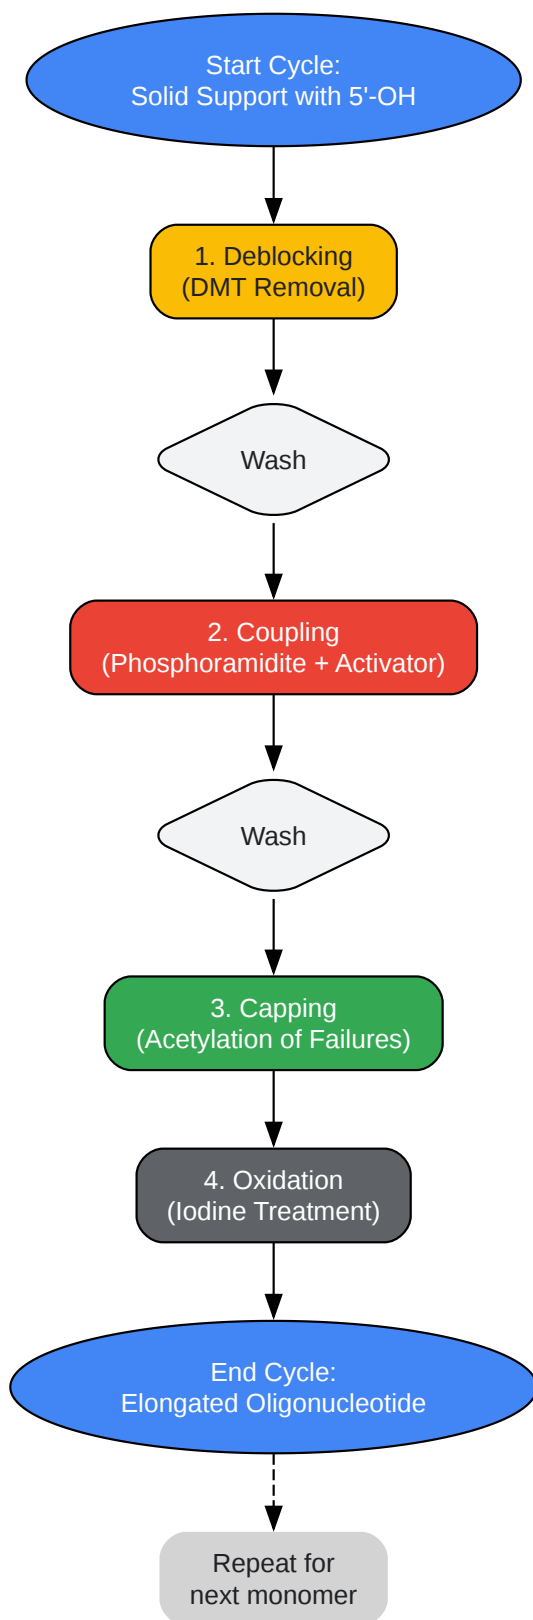 Start Cycle:
Solid Support with 5'-OH
1. Deblocking
(DMT Removal)
Wash
2. Coupling
(Phosphoramidite + Activator)
Wash
3. Capping
(Acetylation of Failures)
4. Oxidation
(Iodine Treatment)
End Cycle:
Elongated Oligonucleotide
Repeat for
next monomer